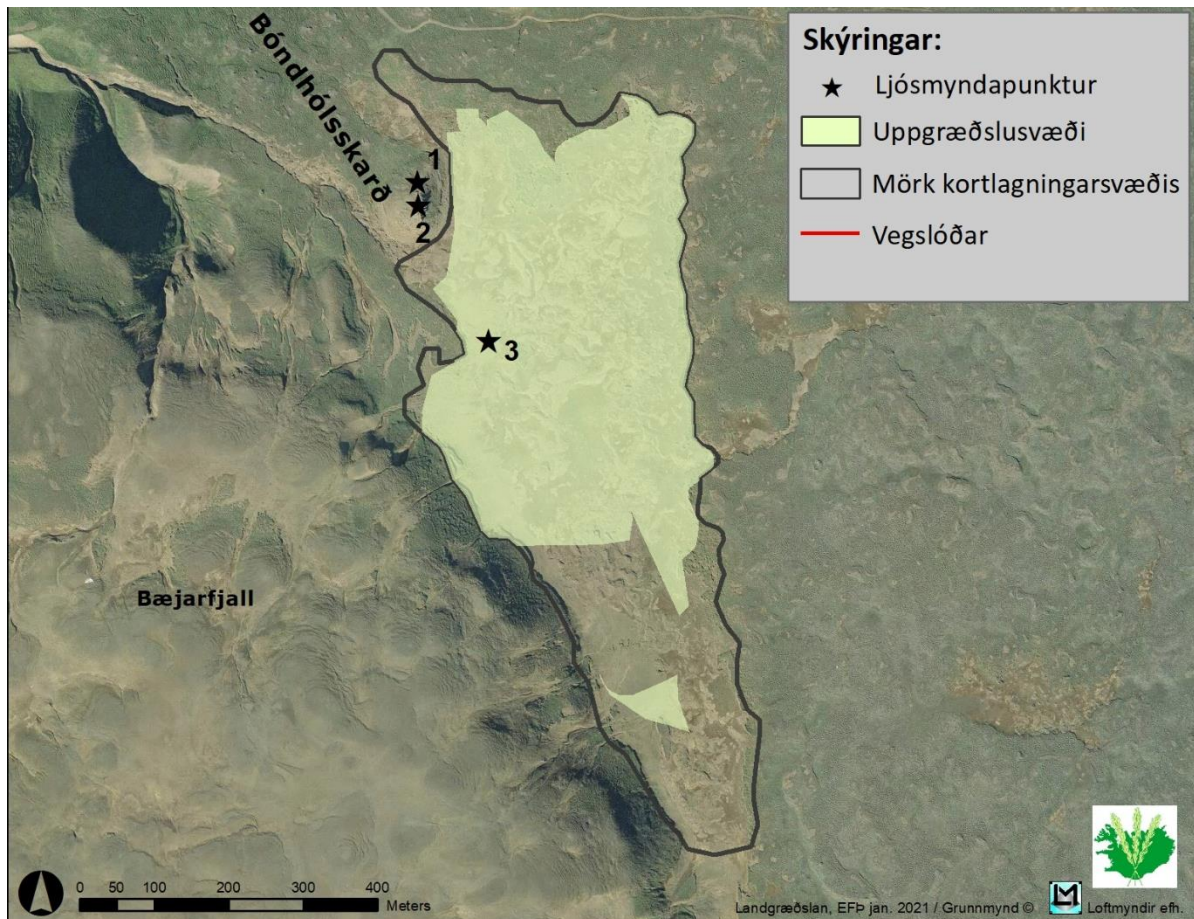 Bóndhólsskarð
Skýringar:
Ljósmyndapunktur
Uppgræðslusvæði
Mörk kortlagningarsvæðis
Vegslóðar
1
2
3
Bæjarfjall
0 50 100 200 300 400
Meters
Landgræðslan, EFÞ jan. 2021 / Grunnmynd © Loftmyndir efh.